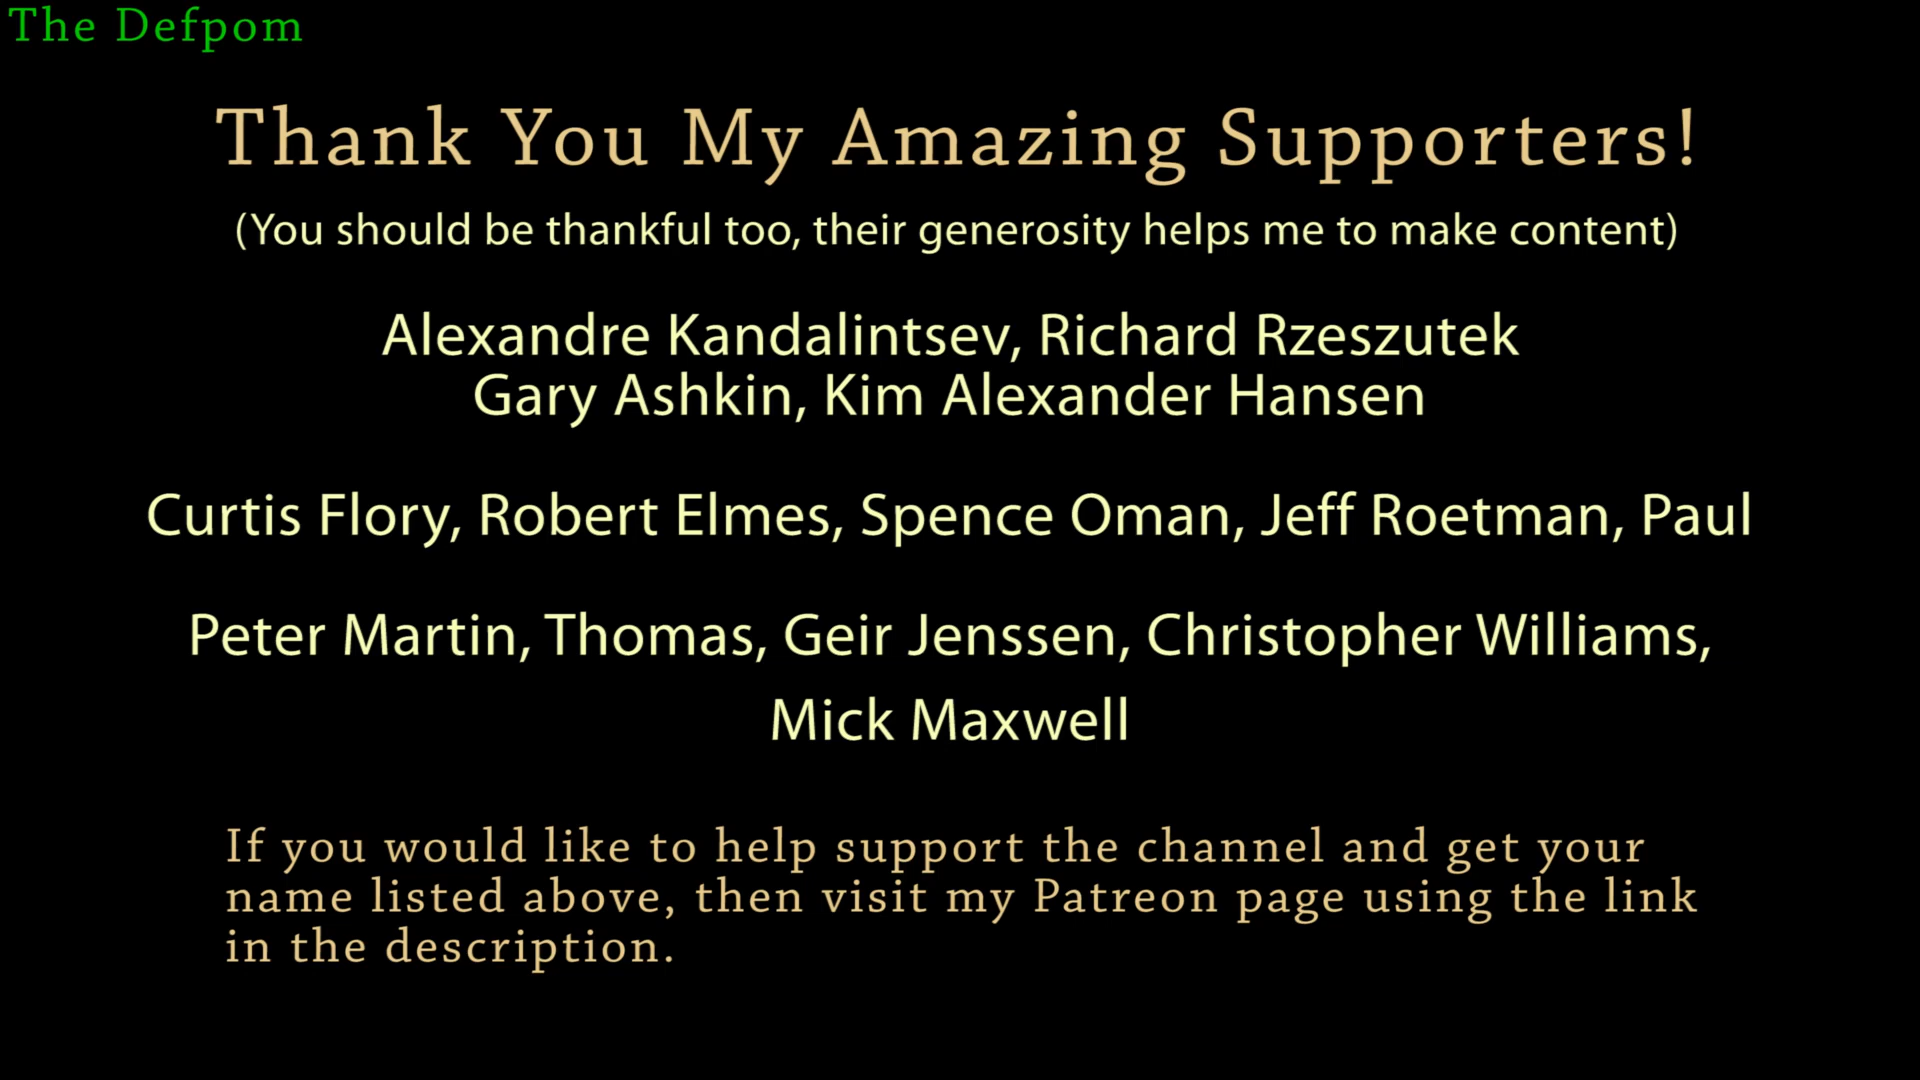 The Defpom
Thank You My Amazing Supporters!
(You should be thankful too, their generosity helps me to make content)
Alexandre Kandalintsev, Richard Rzeszutek
Gary Ashkin, Kim Alexander Hansen
Curtis Flory, Robert Elmes, Spence Oman, Jeff Roetman, Paul
Peter Martin, Thomas, Geir Jenssen, Christopher Williams,
Mick Maxwell
If you would like to help support the channel and get your
name listed above, then visit my Patreon page using the link
in the description.